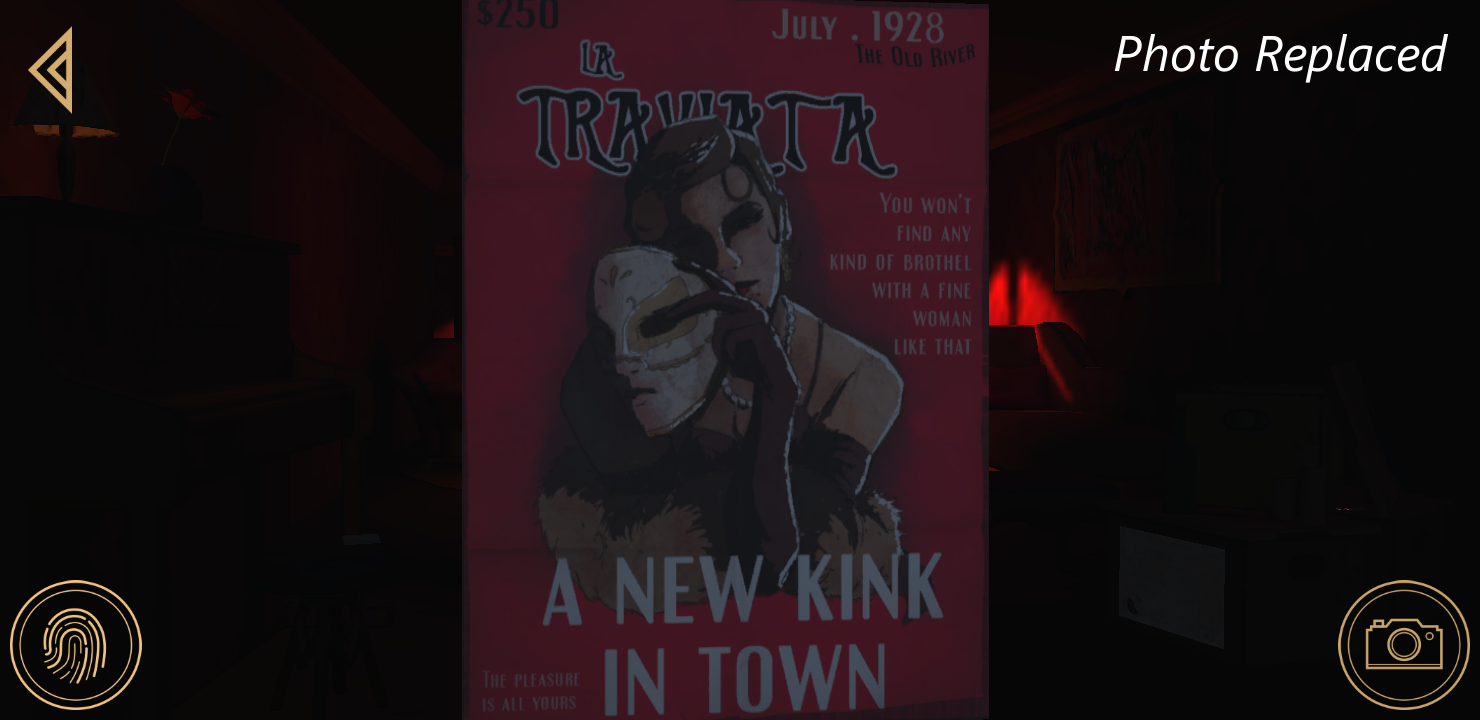 $250
July . 1928
The Old River
La
Traviata
Photo Replaced
You won't
find any
kind of brothel
with a fine
woman
like that
A NEW KINK
IN TOWN
The pleasure
is all yours